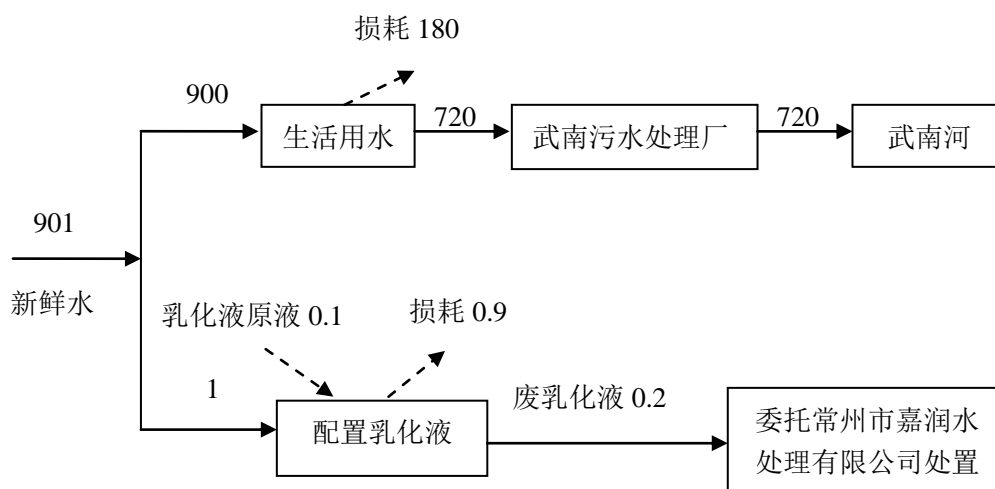 损耗 180
900
生活用水
720
武南污水处理厂
720
武南河
901
新鲜水
乳化液原液 0.1
损耗 0.9
1
配置乳化液
废乳化液 0.2
委托常州市嘉润水
处理有限公司处置